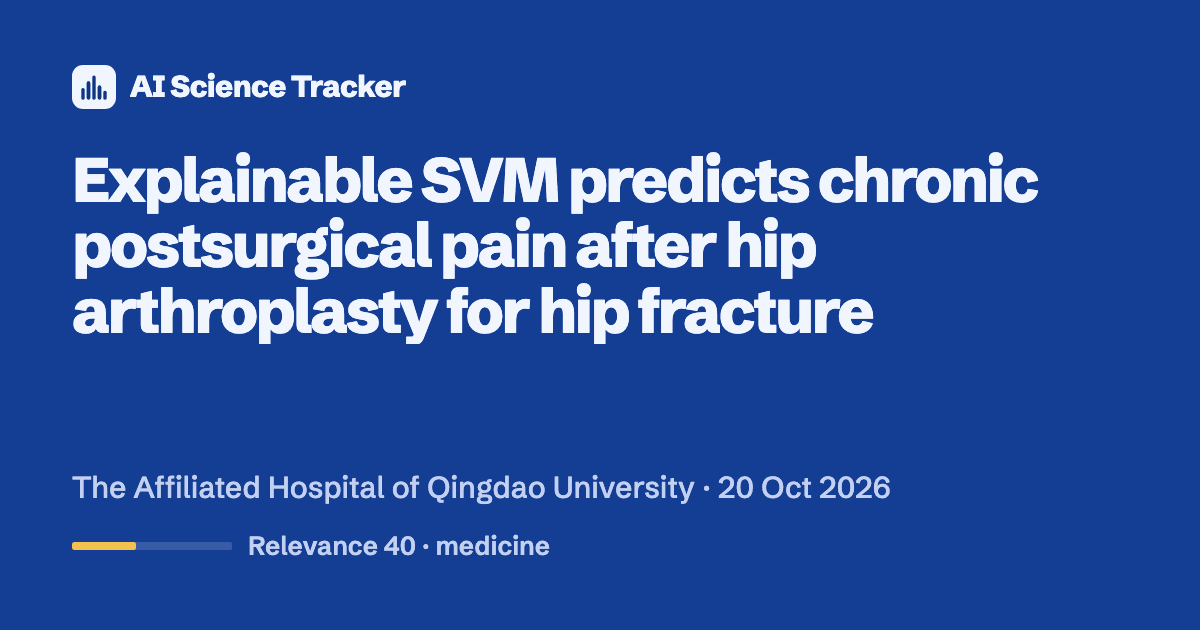 AI Science Tracker
Explainable SVM predicts chronic
postsurgical pain after hip
arthroplasty for hip fracture
The Affiliated Hospital of Qingdao University · 20 Oct 2026
Relevance 40 · medicine